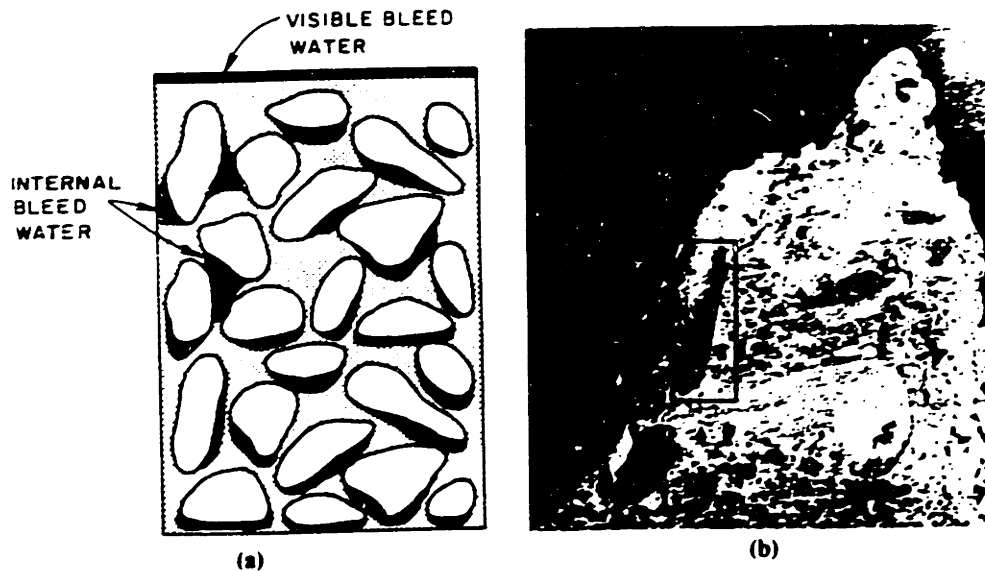 VISIBLE BLEED
WATER
INTERNAL
BLEED
WATER
(a)
(b)